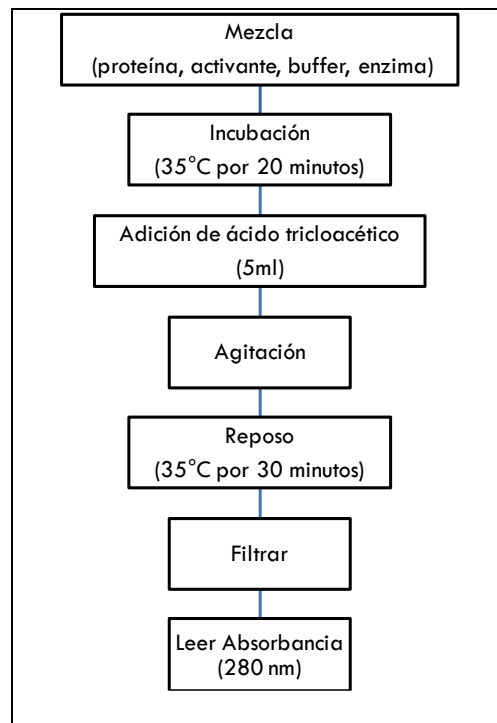 Mezcla
(proteína, activante, buffer, enzima)
Incubación
(35°C por 20 minutos)
Adición de ácido tricloacético
(5ml)
Agitación
Reposo
(35°C por 30 minutos)
Filtrar
Leer Absorbancia
(280 nm)